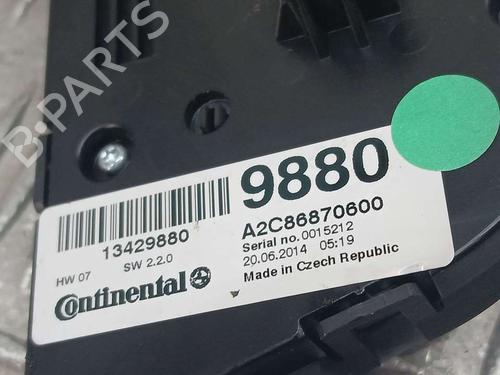 B-PARTS
9880
13429880
A2C86870600
HW 07
SW 2.2.0
Serial no. 0015212
20.06.2014 05:19
Continental
Made in Czech Republic